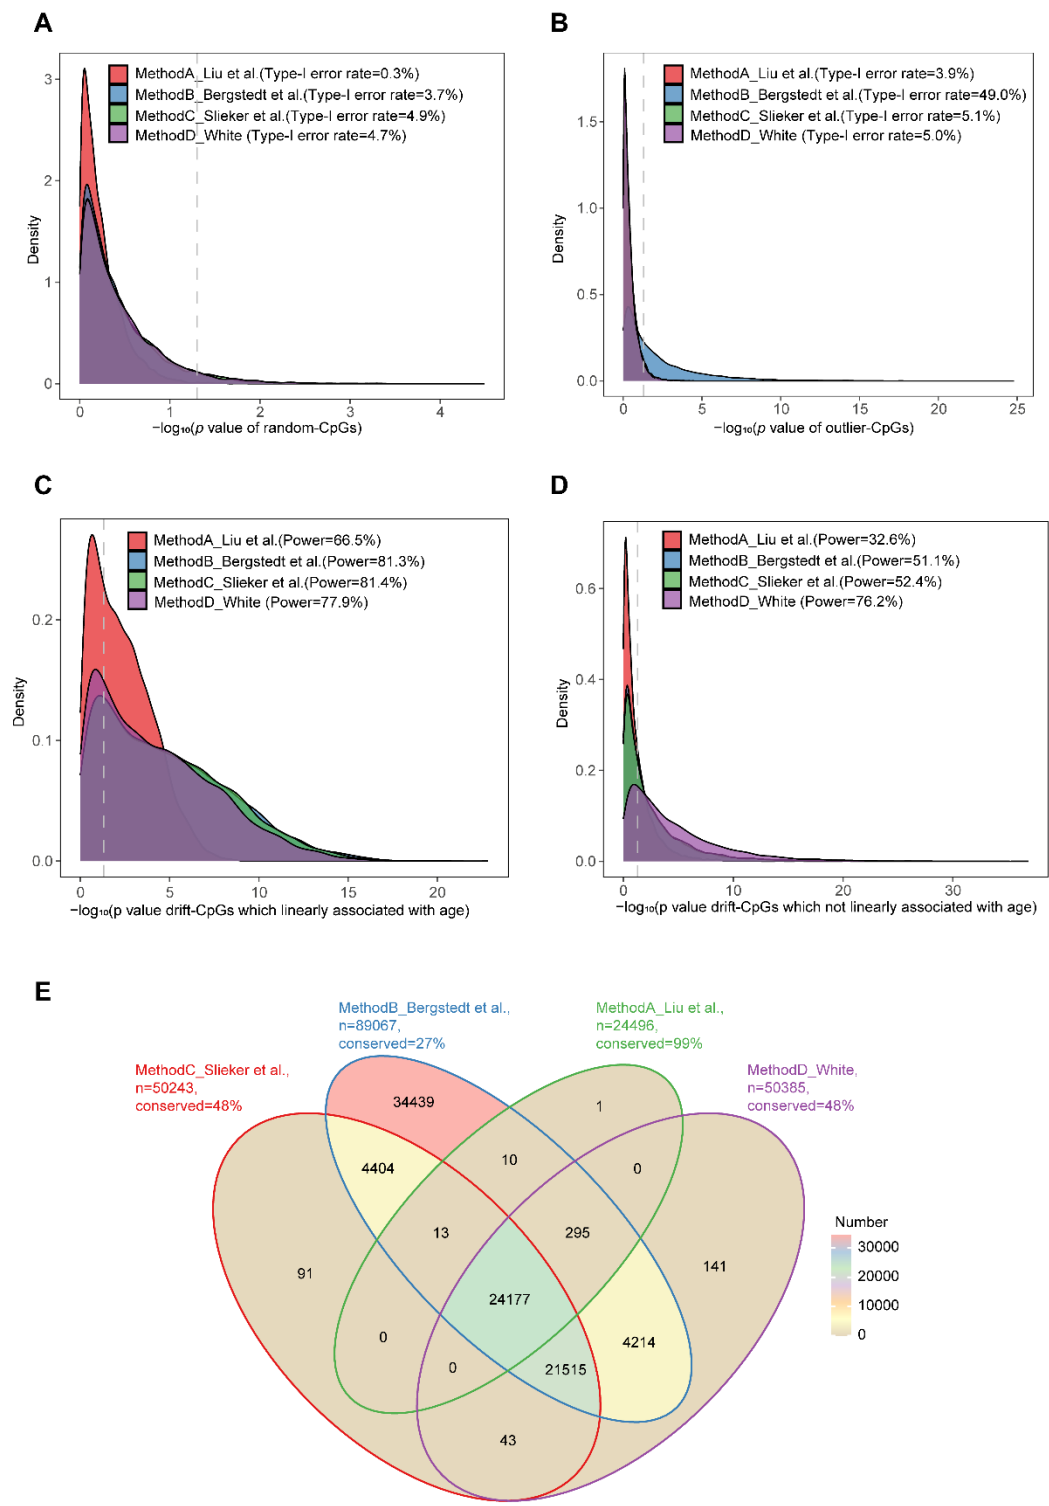 A
MethodA_Liu et al.(Type-I error rate=0.3%)
MethodB_Bergstedt et al.(Type-I error rate=3.7%)
MethodC_Slieker et al.(Type-I error rate=4.9%)
MethodD_White (Type-I error rate=4.7%)
Density
3
2
1
0
0 1 2 3 4
−log₁₀(p value of random-CpGs)
B
MethodA_Liu et al.(Type-I error rate=3.9%)
MethodB_Bergstedt et al.(Type-I error rate=49.0%)
MethodC_Slieker et al.(Type-I error rate=5.1%)
MethodD_White (Type-I error rate=5.0%)
Density
1.5
1.0
0.5
0.0
0 5 10 15 20 25
−log₁₀(p value of outlier-CpGs)
C
MethodA_Liu et al.(Power=66.5%)
MethodB_Bergstedt et al.(Power=81.3%)
MethodC_Slieker et al.(Power=81.4%)
MethodD_White (Power=77.9%)
Density
0.2
0.1
0.0
0 5 10 15 20
−log₁₀(p value drift-CpGs which linearly associated with age)
D
MethodA_Liu et al.(Power=32.6%)
MethodB_Bergstedt et al.(Power=51.1%)
MethodC_Slieker et al.(Power=52.4%)
MethodD_White (Power=76.2%)
Density
0.6
0.4
0.2
0.0
0 10 20 30
−log₁₀(p value drift-CpGs which not linearly associated with age)
E
MethodB_Bergstedt et al.,
n=89067,
conserved=27%
MethodA_Liu et al.,
n=24496,
conserved=99%
MethodC_Slieker et al.,
n=50243,
conserved=48%
MethodD_White,
n=50385,
conserved=48%
34439
1
4404
10
0
13
295
91
141
24177
0
4214
0
21515
43
Number
30000
20000
10000
0